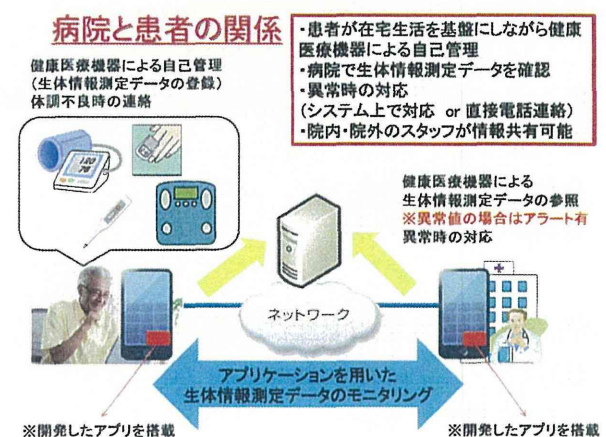 病院と患者の関係
・患者が在宅生活を基盤にしながら健康
医療機器による自己管理
・病院で生体情報測定データを確認
・異常時の対応
(システム上で対応 or 直接電話連絡)
・院内・院外のスタッフが情報共有可能
健康医療機器による自己管理
(生体情報測定データの登録)
体調不良時の連絡
120
70
健康医療機器による
生体情報測定データの参照
※異常値の場合はアラート有
異常時の対応
ネットワーク
アプリケーションを用いた
生体情報測定データのモニタリング
※開発したアプリを搭載
※開発したアプリを搭載